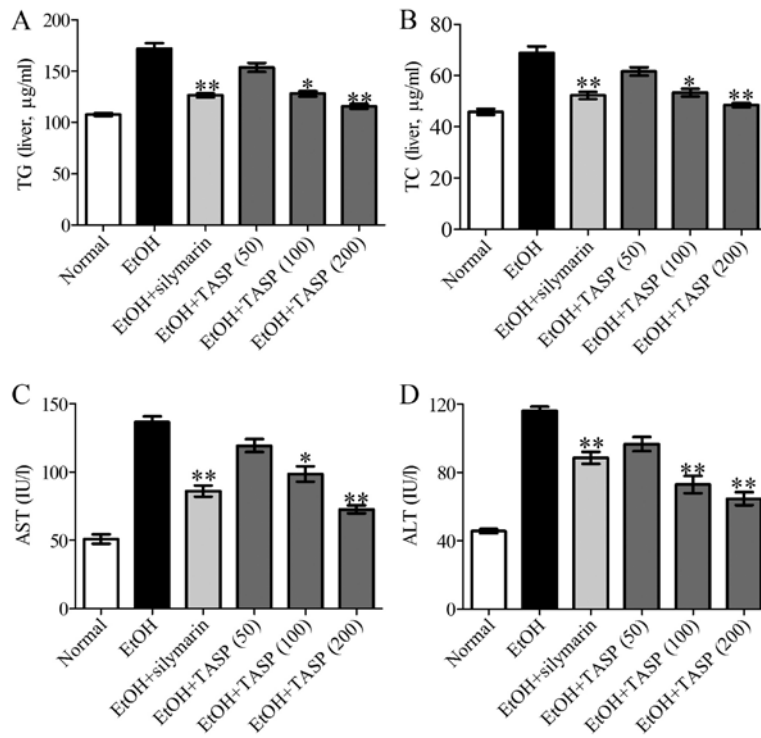 A
TG (liver, μg/ml)
200
150
100
50
0
**
*
**
Normal
EtOH
EtOH+silymarin
EtOH+TASP (50)
EtOH+TASP (100)
EtOH+TASP (200)
B
TC (liver, μg/ml)
80
60
40
20
0
**
*
**
Normal
EtOH
EtOH+silymarin
EtOH+TASP (50)
EtOH+TASP (100)
EtOH+TASP (200)
C
AST (IU/l)
150
100
50
0
**
*
**
Normal
EtOH
EtOH+silymarin
EtOH+TASP (50)
EtOH+TASP (100)
EtOH+TASP (200)
D
ALT (IU/l)
120
80
40
0
**
**
**
Normal
EtOH
EtOH+silymarin
EtOH+TASP (50)
EtOH+TASP (100)
EtOH+TASP (200)